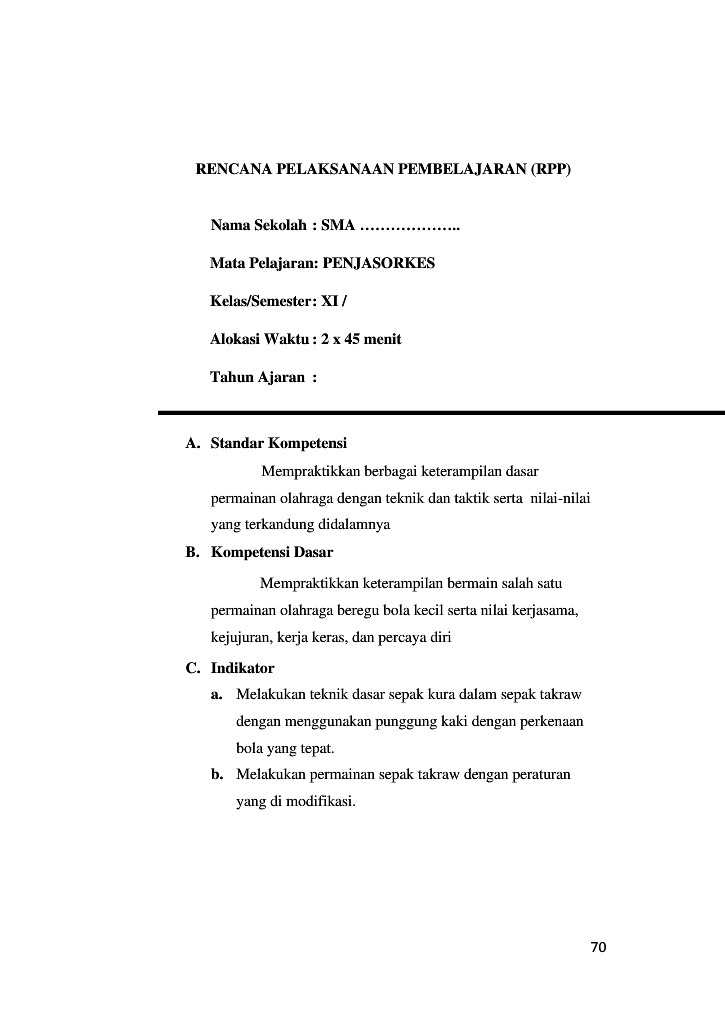 RENCANA PELAKSANAAN PEMBELAJARAN (RPP)
Nama Sekolah : SMA ………………..
Mata Pelajaran: PENJASORKES
Kelas/Semester: XI /
Alokasi Waktu : 2 x 45 menit
Tahun Ajaran :
A. Standar Kompetensi
Mempraktikkan berbagai keterampilan dasar
permainan olahraga dengan teknik dan taktik serta nilai-nilai
yang terkandung didalamnya
B. Kompetensi Dasar
Mempraktikkan keterampilan bermain salah satu
permainan olahraga beregu bola kecil serta nilai kerjasama,
kejujuran, kerja keras, dan percaya diri
C. Indikator
a. Melakukan teknik dasar sepak kura dalam sepak takraw
dengan menggunakan punggung kaki dengan perkenaan
bola yang tepat.
b. Melakukan permainan sepak takraw dengan peraturan
yang di modifikasi.
70